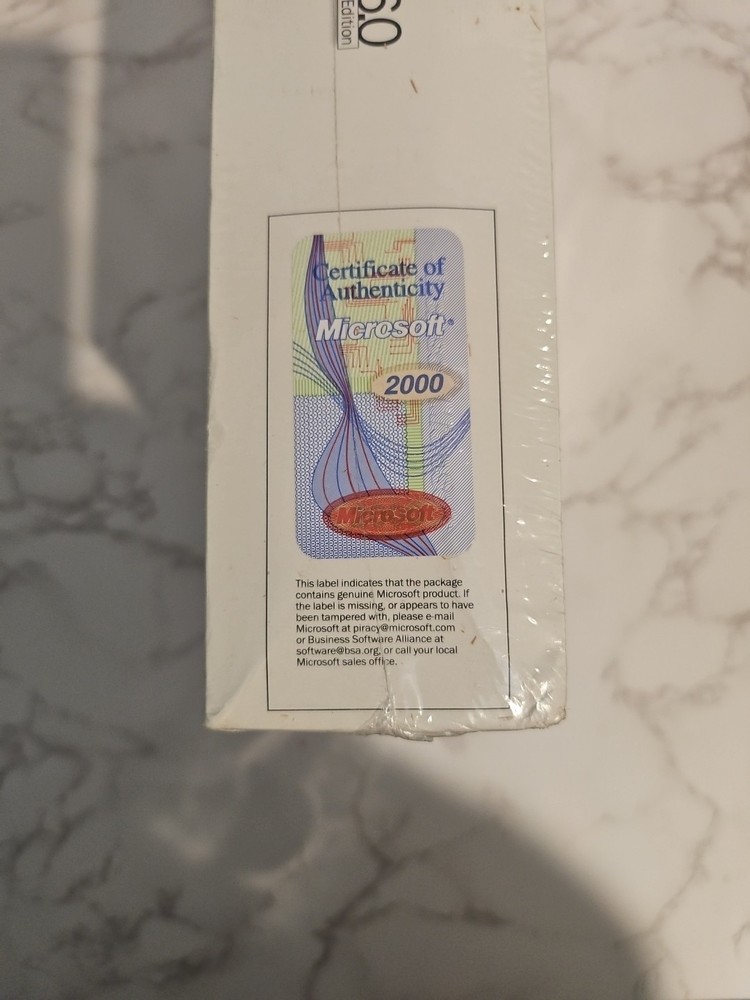 6.0
Edition
Certificate of
Authenticity
Microsoft®
2000
Microsoft
This label indicates that the package
contains genuine Microsoft product. If
the label is missing, or appears to have
been tampered with, please e-mail
Microsoft at piracy@microsoft.com
or Business Software Alliance at
software@bsa.org, or call your local
Microsoft sales office.